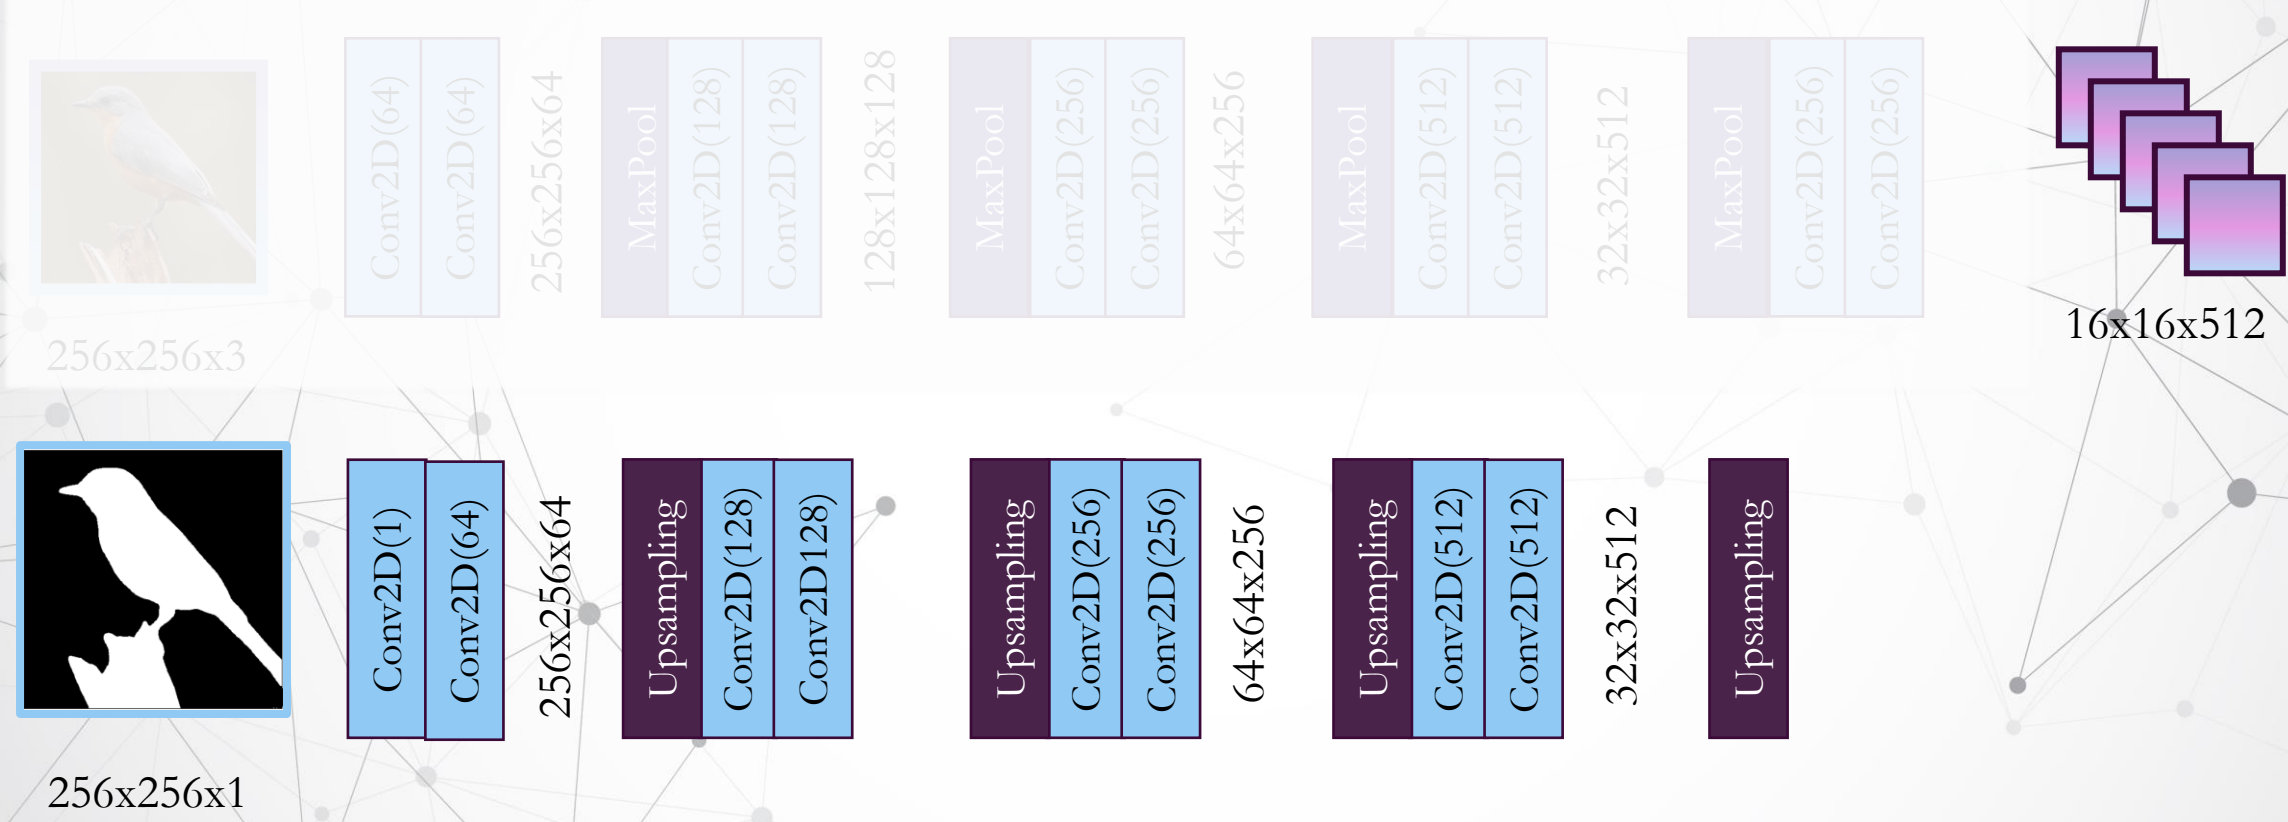 Conv2D(64)
Conv2D(64)
256x256x64
MaxPool
Conv2D(128)
Conv2D(128)
128x128x128
MaxPool
Conv2D(256)
Conv2D(256)
64x64x256
MaxPool
Conv2D(512)
Conv2D(512)
32x32x512
MaxPool
Conv2D(256)
Conv2D(256)
256x256x3
16x16x512
Conv2D(1)
Conv2D(64)
256x256x64
Upsampling
Conv2D(128)
Conv2D128)
Upsampling
Conv2D(256)
Conv2D(256)
64x64x256
Upsampling
Conv2D(512)
Conv2D(512)
32x32x512
Upsampling
256x256x1